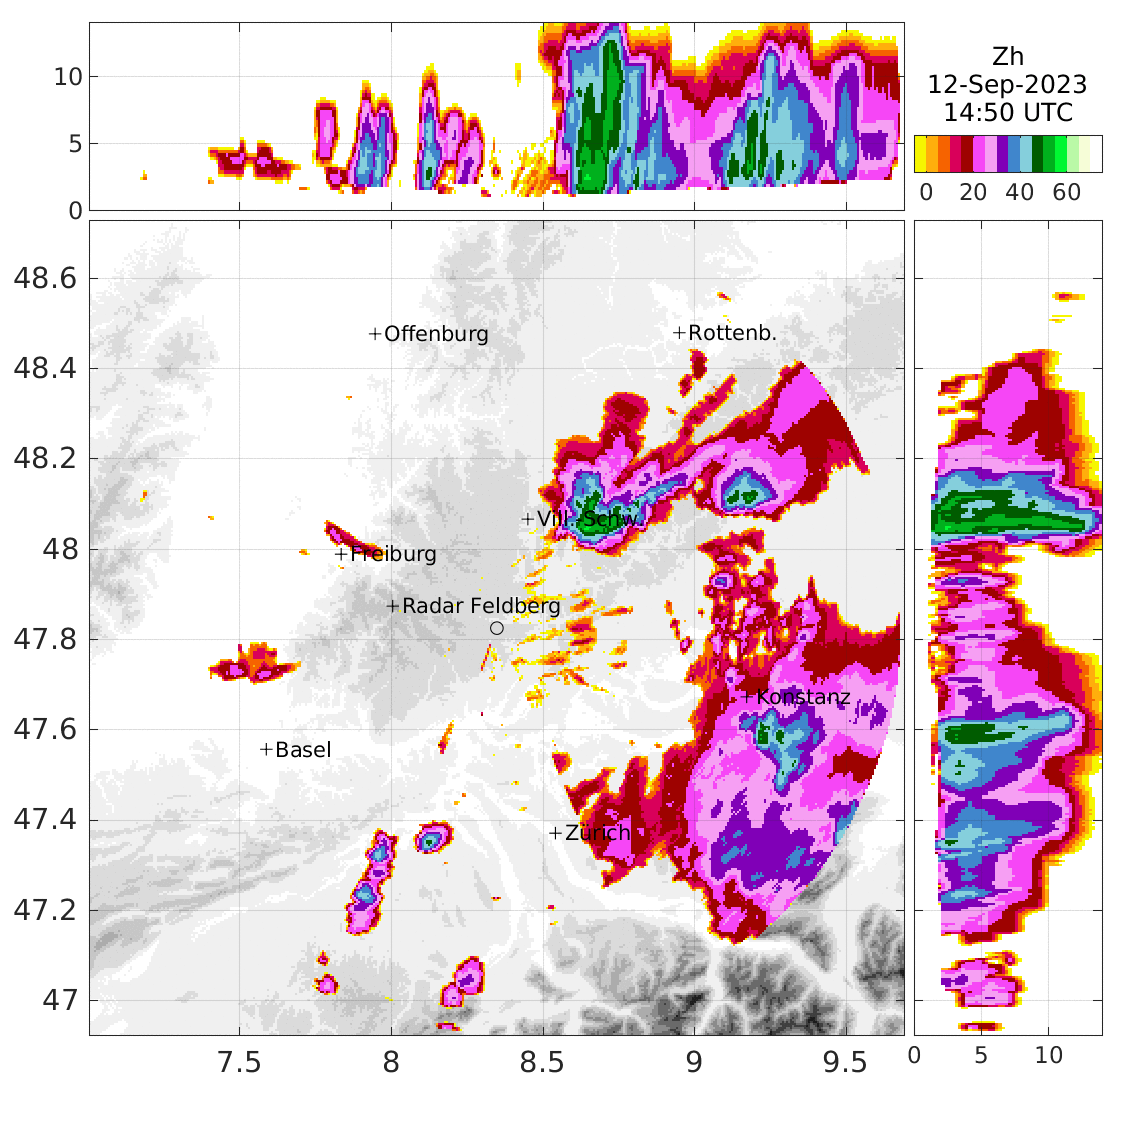 Zh
12-Sep-2023
14:50 UTC
10
5
0
0 20 40 60
48.6
48.4
48.2
48
47.8
47.6
47.4
47.2
47
+Offenburg
+Rottenb.
+Vill.-Schw.
+Freiburg
+Radar Feldberg
+Konstanz
+Basel
+Zürich
7.5 8 8.5 9 9.5
0 5 10